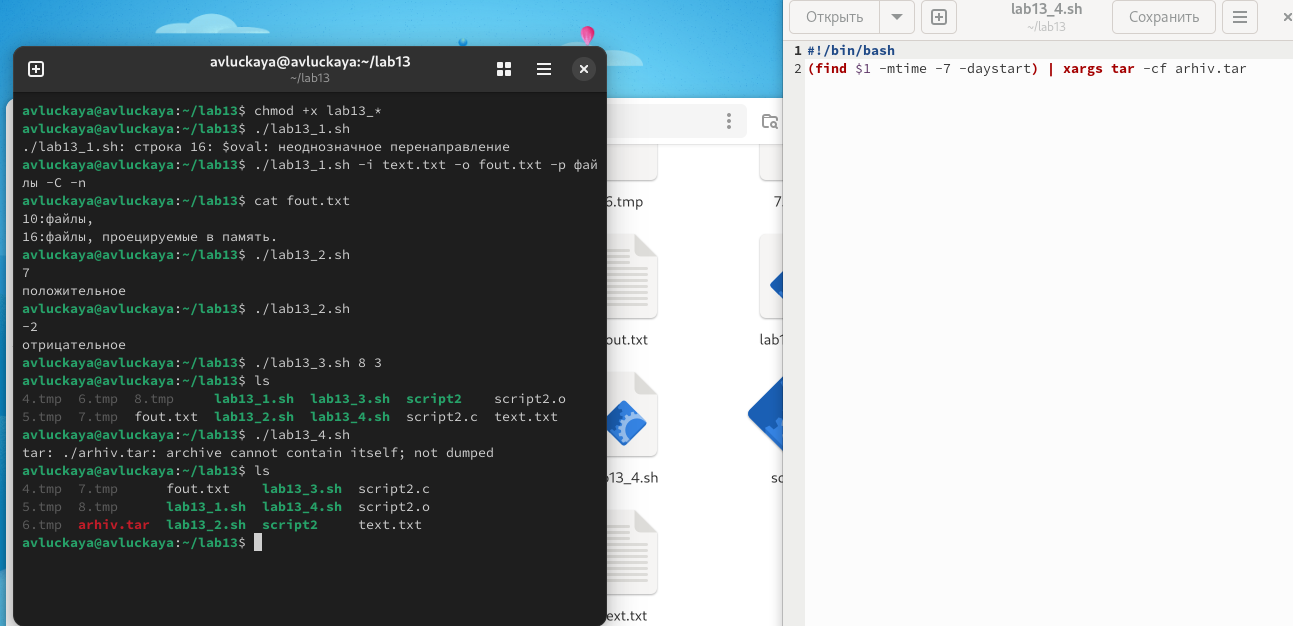 avluckaya@avluckaya:~/lab13
~/lab13
avluckaya@avluckaya:~/lab13$ chmod +x lab13_*
avluckaya@avluckaya:~/lab13$ ./lab13_1.sh
./lab13_1.sh: строка 16: $oval: неоднозначное перенаправление
avluckaya@avluckaya:~/lab13$ ./lab13_1.sh -i text.txt -o fout.txt -p фай
лы -C -n
avluckaya@avluckaya:~/lab13$ cat fout.txt
10:файлы,
16:файлы, проецируемые в память.
avluckaya@avluckaya:~/lab13$ ./lab13_2.sh
7
положительное
avluckaya@avluckaya:~/lab13$ ./lab13_2.sh
-2
отрицательное
avluckaya@avluckaya:~/lab13$ ./lab13_3.sh 8 3
avluckaya@avluckaya:~/lab13$ ls
4.tmp 6.tmp 8.tmp lab13_1.sh lab13_3.sh script2 script2.o
5.tmp 7.tmp fout.txt lab13_2.sh lab13_4.sh script2.c text.txt
avluckaya@avluckaya:~/lab13$ ./lab13_4.sh
tar: ./arhiv.tar: archive cannot contain itself; not dumped
avluckaya@avluckaya:~/lab13$ ls
4.tmp 7.tmp fout.txt lab13_3.sh script2.c
5.tmp 8.tmp lab13_1.sh lab13_4.sh script2.o
6.tmp arhiv.tar lab13_2.sh script2 text.txt
avluckaya@avluckaya:~/lab13$
6.tmp
7.
out.txt
lab1
13_4.sh
sc
ext.txt
Открыть
lab13_4.sh
~/lab13
Сохранить
1 #!/bin/bash
2 (find $1 -mtime -7 -daystart) | xargs tar -cf arhiv.tar